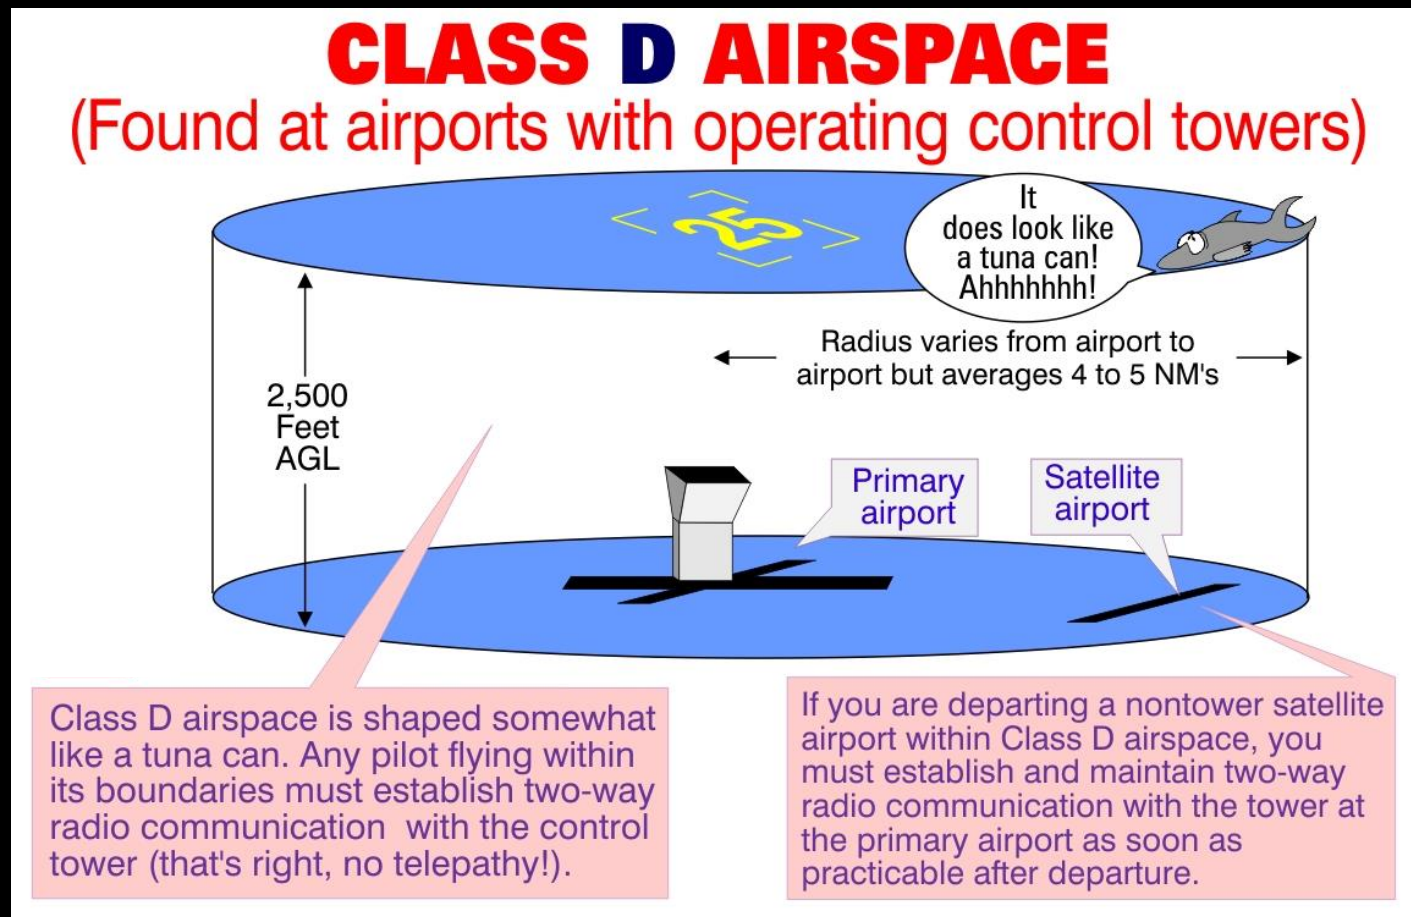 CLASS D AIRSPACE
(Found at airports with operating control towers)
25
It
does look like
a tuna can!
Ahhhhhhh!
Radius varies from airport to
airport but averages 4 to 5 NM's
2,500
Feet
AGL
Primary
airport
Satellite
airport
Class D airspace is shaped somewhat
like a tuna can. Any pilot flying within
its boundaries must establish two-way
radio communication with the control
tower (that's right, no telepathy!).
If you are departing a nontower satellite
airport within Class D airspace, you
must establish and maintain two-way
radio communication with the tower at
the primary airport as soon as
practicable after departure.